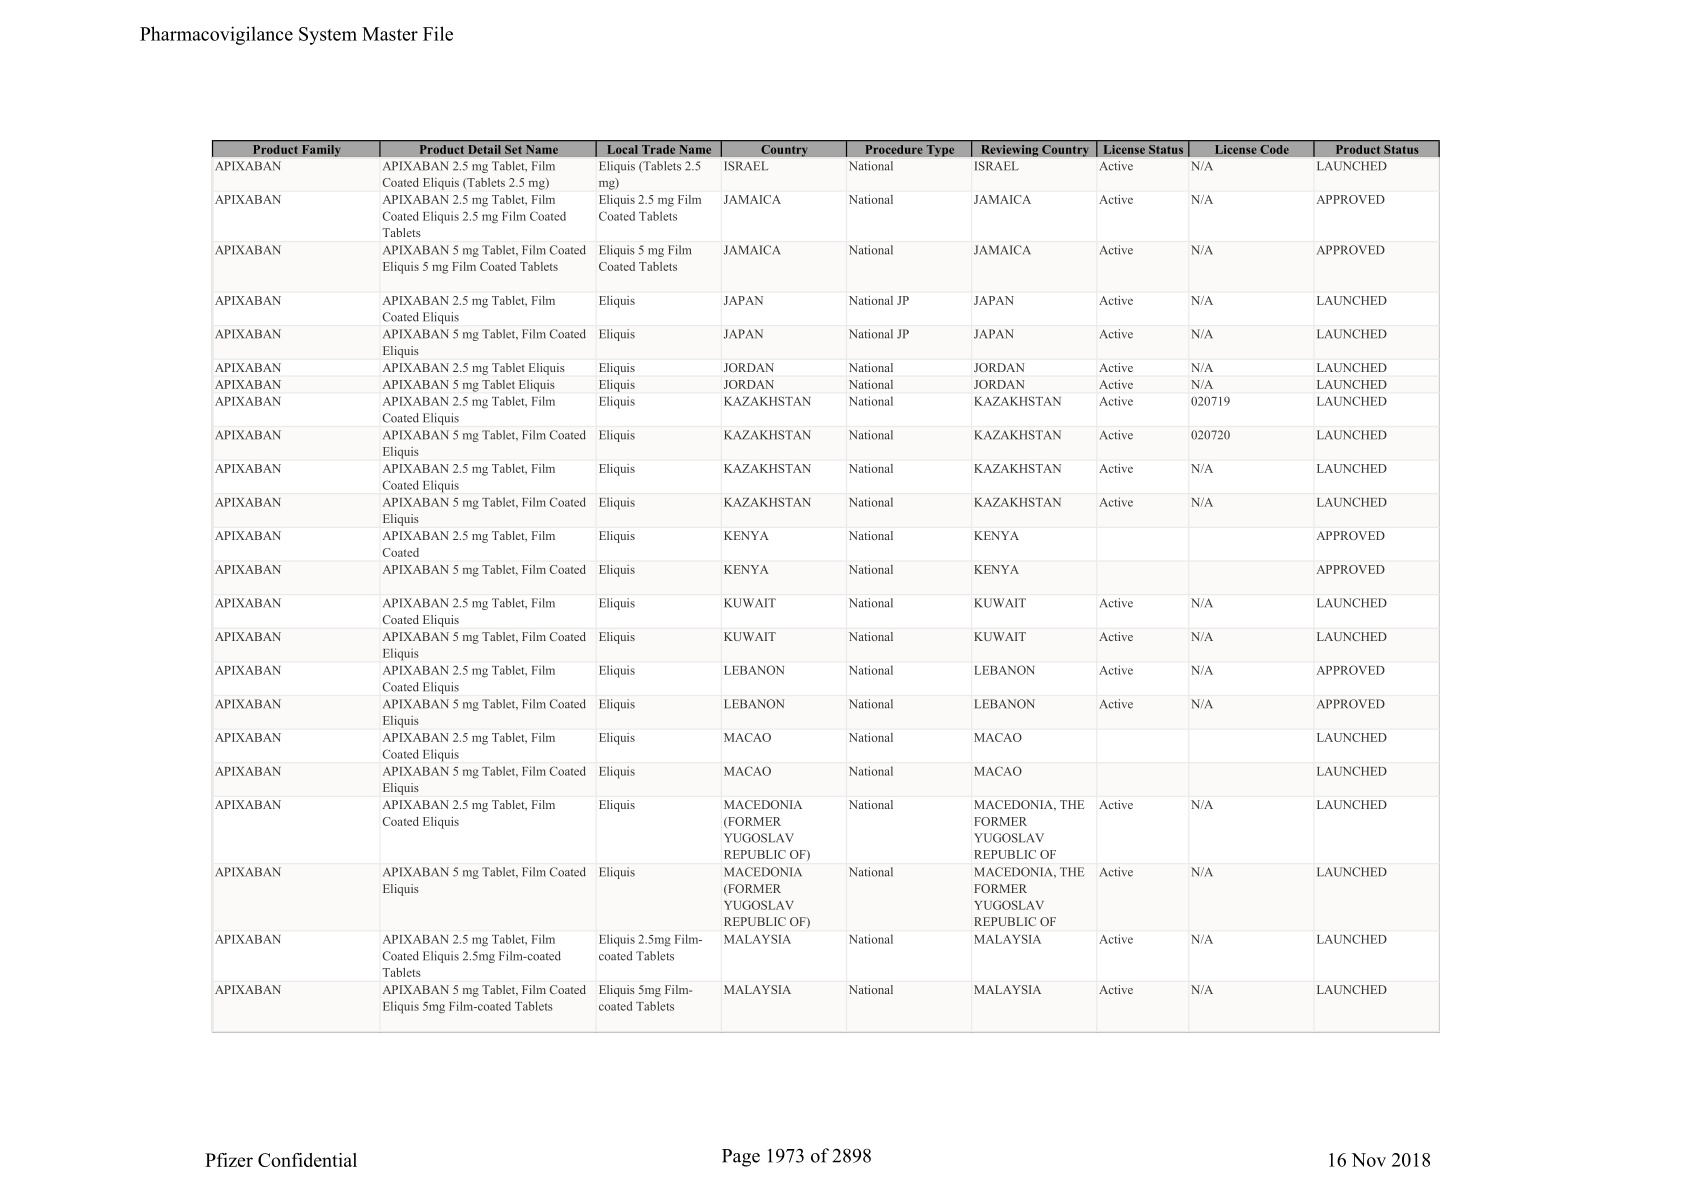 Pharmacovigilance System Master File
Product Family Product Detail Set Name Local Trade Name Country Procedure Type Reviewing Country License Status License Code Product Status
APIXABAN APIXABAN 2.5 mg Tablet, Film Eliquis (Tablets 2.5 ISRAEL National ISRAEL Active N/A LAUNCHED
Coated Eliquis (Tablets 2.5 mg) mg)
APIXABAN APIXABAN 2.5 mg Tablet, Film Eliquis 2.5 mg Film JAMAICA National JAMAICA Active N/A APPROVED
Coated Eliquis 2.5 mg Film Coated Coated Tablets
Tablets
APIXABAN APIXABAN 5 mg Tablet, Film Coated Eliquis 5 mg Film JAMAICA National JAMAICA Active N/A APPROVED
Eliquis 5 mg Film Coated Tablets Coated Tablets
APIXABAN APIXABAN 2.5 mg Tablet, Film Eliquis JAPAN National JP JAPAN Active N/A LAUNCHED
Coated Eliquis
APIXABAN APIXABAN 5 mg Tablet, Film Coated Eliquis JAPAN National JP JAPAN Active N/A LAUNCHED
Eliquis
APIXABAN APIXABAN 2.5 mg Tablet Eliquis Eliquis JORDAN National JORDAN Active N/A LAUNCHED
APIXABAN APIXABAN 5 mg Tablet Eliquis Eliquis JORDAN National JORDAN Active N/A LAUNCHED
APIXABAN APIXABAN 2.5 mg Tablet, Film Eliquis KAZAKHSTAN National KAZAKHSTAN Active 020719 LAUNCHED
Coated Eliquis
APIXABAN APIXABAN 5 mg Tablet, Film Coated Eliquis KAZAKHSTAN National KAZAKHSTAN Active 020720 LAUNCHED
Eliquis
APIXABAN APIXABAN 2.5 mg Tablet, Film Eliquis KAZAKHSTAN National KAZAKHSTAN Active N/A LAUNCHED
Coated Eliquis
APIXABAN APIXABAN 5 mg Tablet, Film Coated Eliquis KAZAKHSTAN National KAZAKHSTAN Active N/A LAUNCHED
Eliquis
APIXABAN APIXABAN 2.5 mg Tablet, Film Eliquis KENYA National KENYA APPROVED
Coated
APIXABAN APIXABAN 5 mg Tablet, Film Coated Eliquis KENYA National KENYA APPROVED
APIXABAN APIXABAN 2.5 mg Tablet, Film Eliquis KUWAIT National KUWAIT Active N/A LAUNCHED
Coated Eliquis
APIXABAN APIXABAN 5 mg Tablet, Film Coated Eliquis KUWAIT National KUWAIT Active N/A LAUNCHED
Eliquis
APIXABAN APIXABAN 2.5 mg Tablet, Film Eliquis LEBANON National LEBANON Active N/A APPROVED
Coated Eliquis
APIXABAN APIXABAN 5 mg Tablet, Film Coated Eliquis LEBANON National LEBANON Active N/A APPROVED
Eliquis
APIXABAN APIXABAN 2.5 mg Tablet, Film Eliquis MACAO National MACAO LAUNCHED
Coated Eliquis
APIXABAN APIXABAN 5 mg Tablet, Film Coated Eliquis MACAO National MACAO LAUNCHED
Eliquis
APIXABAN APIXABAN 2.5 mg Tablet, Film Eliquis MACEDONIA National MACEDONIA, THE Active N/A LAUNCHED
Coated Eliquis (FORMER FORMER
YUGOSLAV YUGOSLAV
REPUBLIC OF) REPUBLIC OF
APIXABAN APIXABAN 5 mg Tablet, Film Coated Eliquis MACEDONIA National MACEDONIA, THE Active N/A LAUNCHED
Eliquis (FORMER FORMER
YUGOSLAV YUGOSLAV
REPUBLIC OF) REPUBLIC OF
APIXABAN APIXABAN 2.5 mg Tablet, Film Eliquis 2.5mg Film- MALAYSIA National MALAYSIA Active N/A LAUNCHED
Coated Eliquis 2.5mg Film-coated coated Tablets
Tablets
APIXABAN APIXABAN 5 mg Tablet, Film Coated Eliquis 5mg Film- MALAYSIA National MALAYSIA Active N/A LAUNCHED
Eliquis 5mg Film-coated Tablets coated Tablets
Pfizer Confidential Page 1973 of 2898 16 Nov 2018